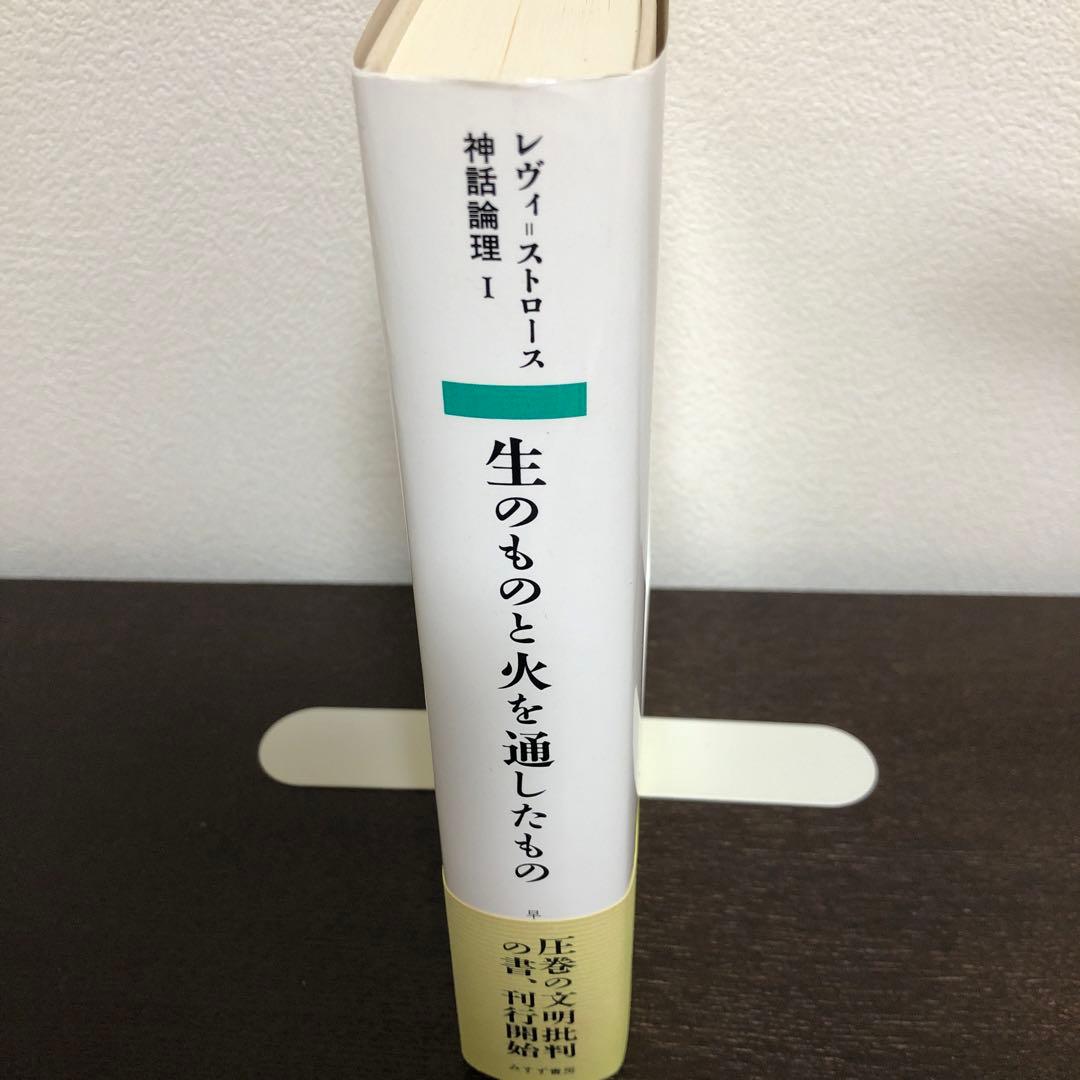 レヴィ=ストロース
神話論理 I
生のものと火を通したもの
早
圧巻の文明批判
の書、刊行開始
みすず書房